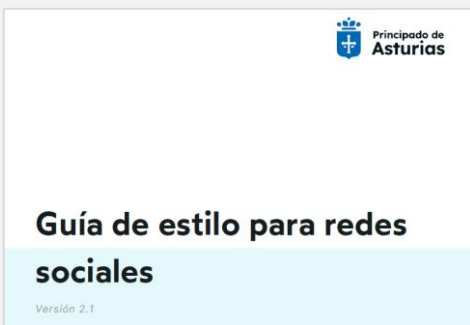 Principado de
Asturias
Guía de estilo para redes
sociales
Versión 2.1